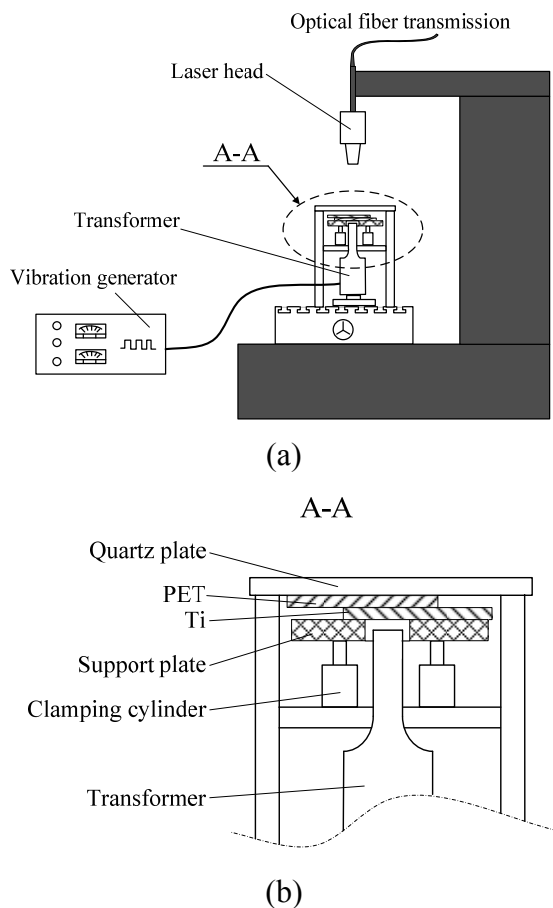 Optical fiber transmission
Laser head
A-A
Transformer
Vibration generator
(a)
A-A
Quartz plate
PET
Ti
Support plate
Clamping cylinder
Transformer
(b)